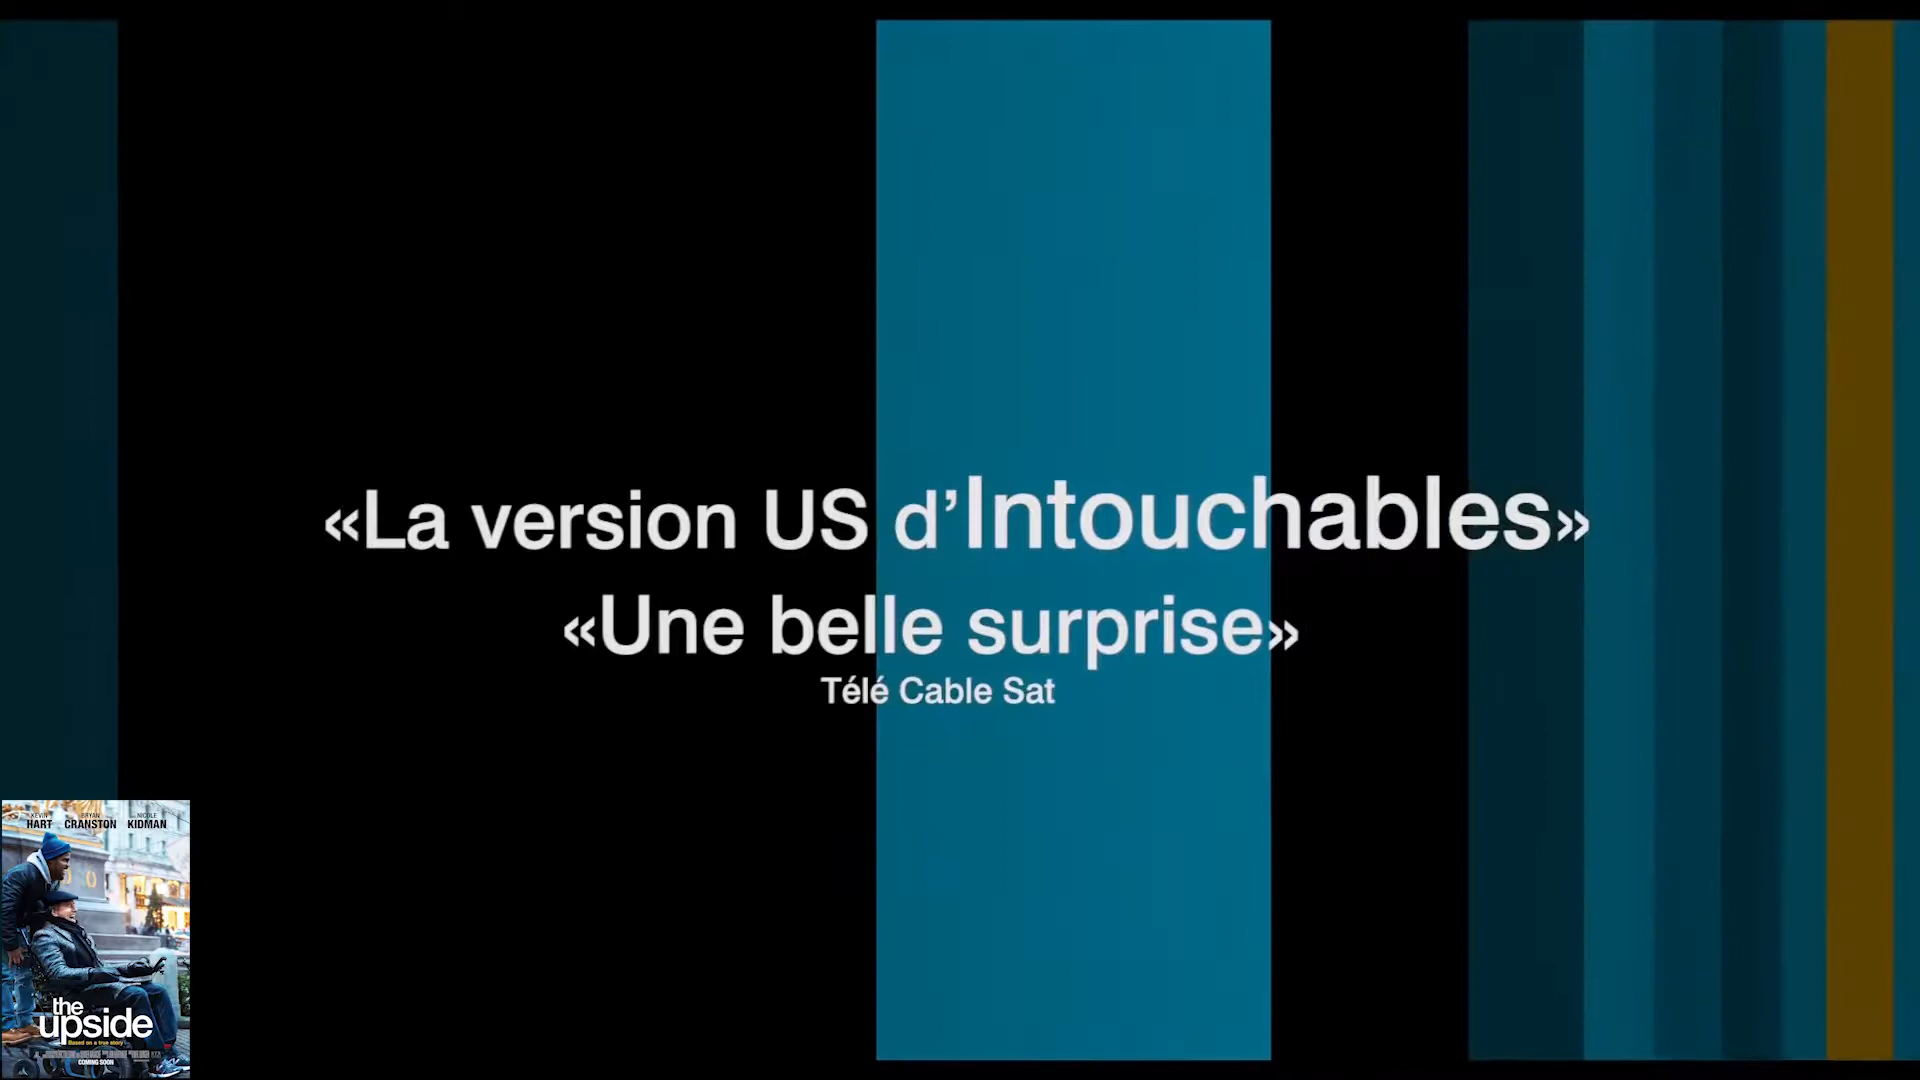 «La version US d’Intouchables»
«Une belle surprise»
Télé Cable Sat
KEVIN BRYAN NICOLE
HART CRANSTON KIDMAN
the
upside
Based on a true story
COMING SOON